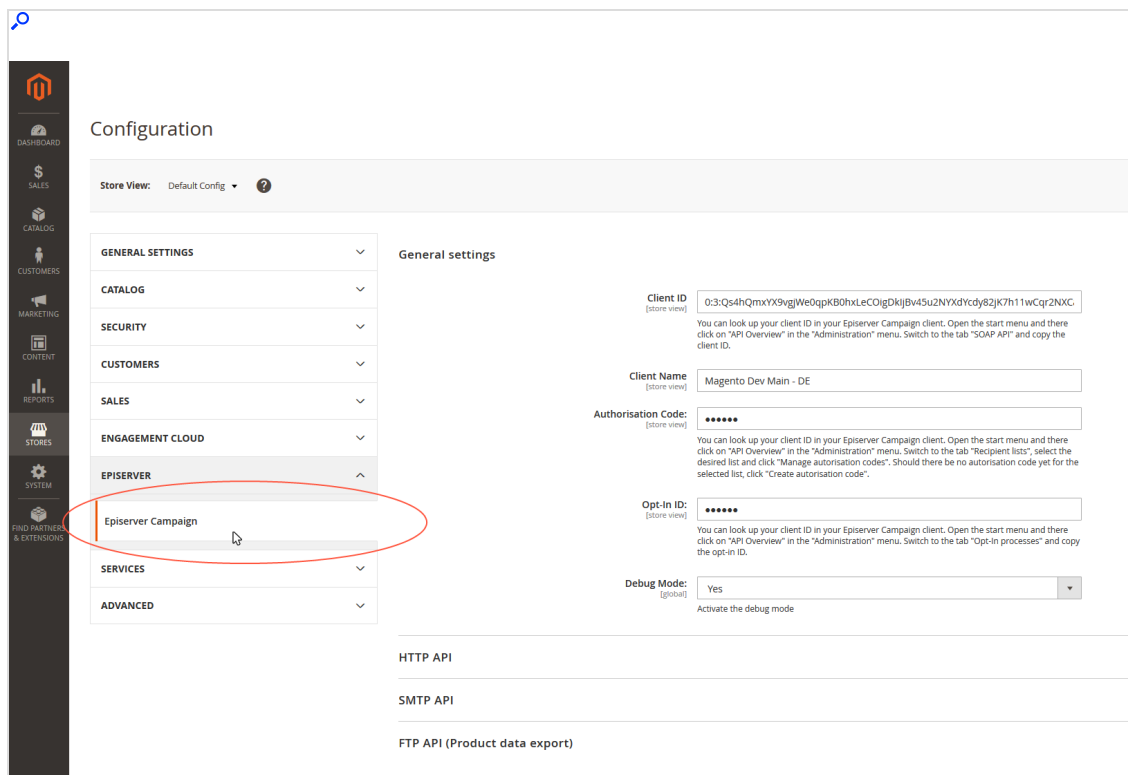 Configuration
DASHBOARD
SALES
CATALOG
CUSTOMERS
MARKETING
CONTENT
REPORTS
STORES
SYSTEM
FIND PARTNERS
& EXTENSIONS
Store View: Default Config
GENERAL SETTINGS
CATALOG
SECURITY
CUSTOMERS
SALES
ENGAGEMENT CLOUD
EPISERVER
Episerver Campaign
SERVICES
ADVANCED
General settings
Client ID
[store view]
0:3:Qs4hQmxYX9vgjWe0qpKB0hxLeCOigDkIjBv45u2NYXdYcdy82jK7h11wCqr2NXC
You can look up your client ID in your Episerver Campaign client. Open the start menu and there
click on "API Overview" in the "Administration" menu. Switch to the tab "SOAP API" and copy the
client ID.
Client Name
[store view]
Magento Dev Main - DE
Authorisation Code:
[store view]
••••••
You can look up your client ID in your Episerver Campaign client. Open the start menu and there
click on "API Overview" in the "Administration" menu. Switch to the tab "Recipient lists", select the
desired list and click "Manage autorisation codes". Should there be no autorisation code yet for the
selected list, click "Create autorisation code".
Opt-In ID:
[store view]
••••••
You can look up your client ID in your Episerver Campaign client. Open the start menu and there
click on "API Overview" in the "Administration" menu. Switch to the tab "Opt-In processes" and copy
the opt-in ID.
Debug Mode:
[global]
Yes
Activate the debug mode
HTTP API
SMTP API
FTP API (Product data export)